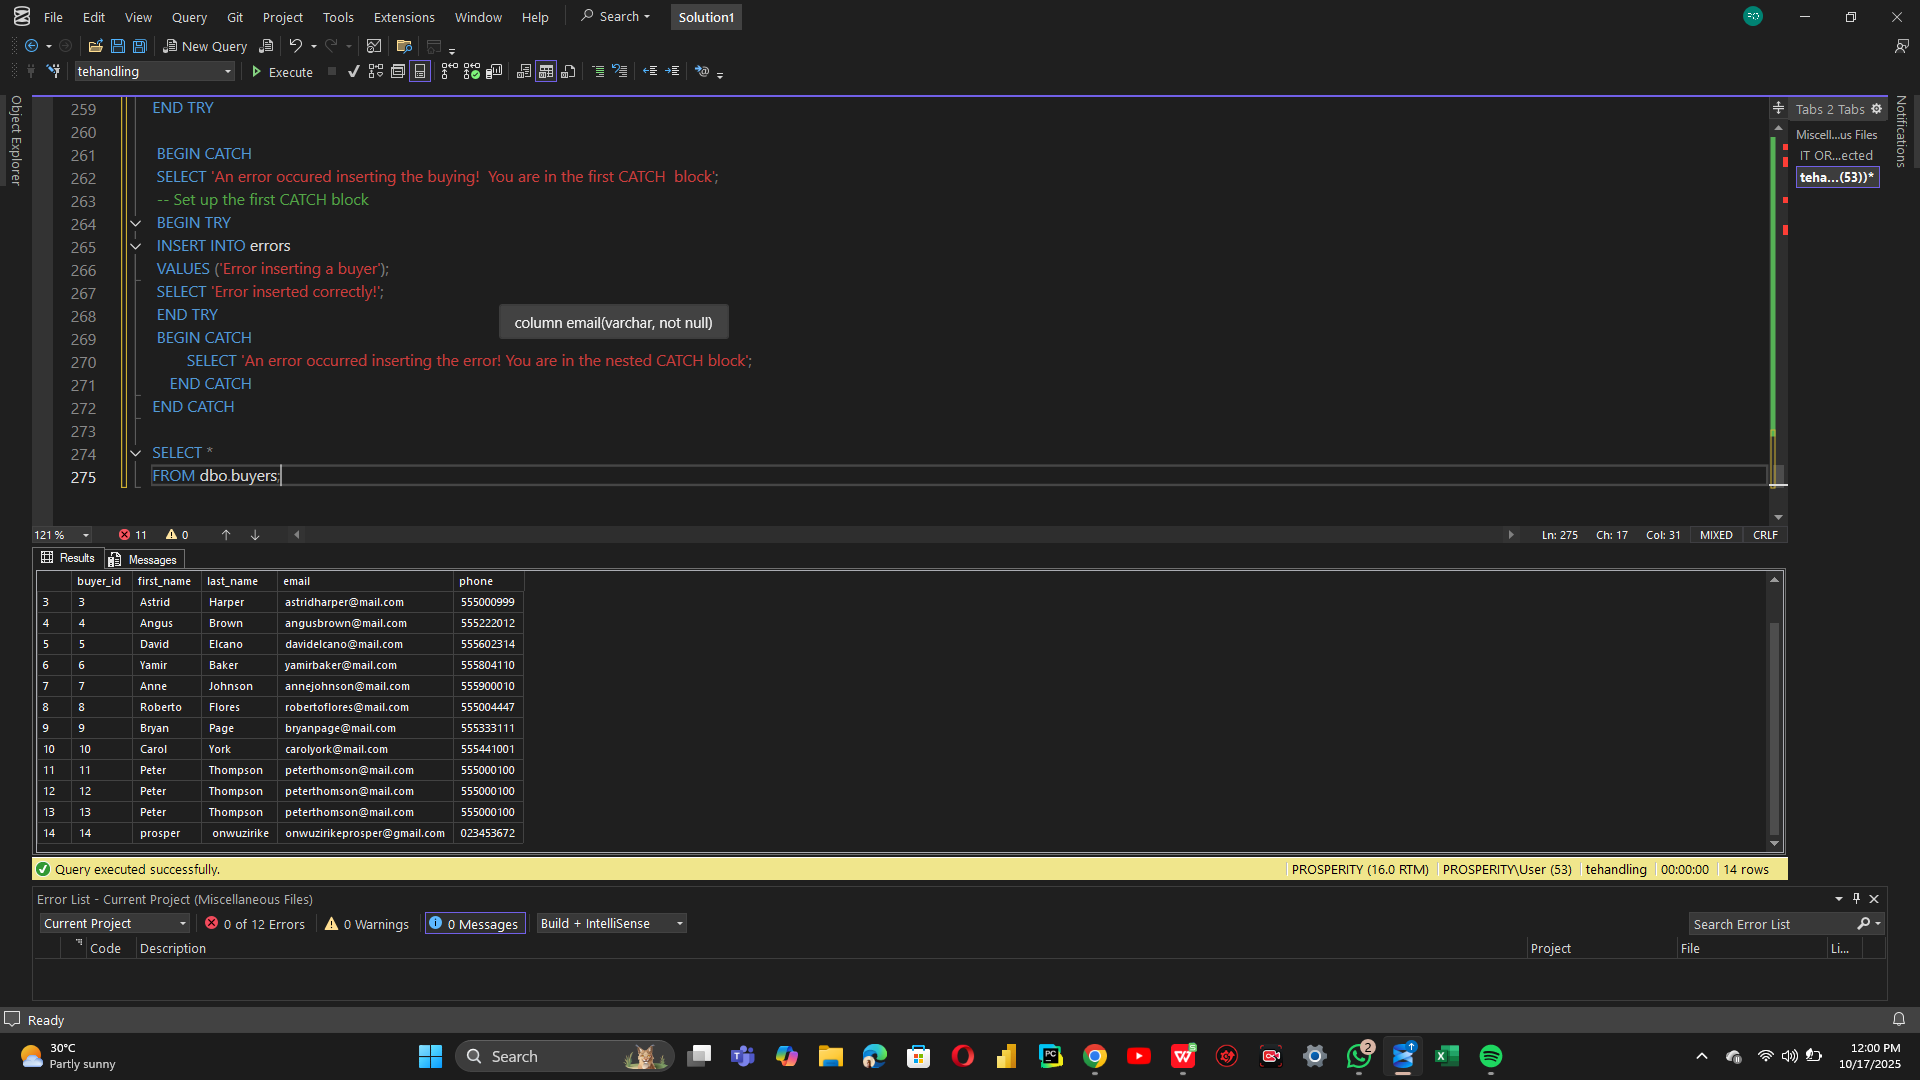 File Edit View Query Git Project Tools Extensions Window Help Search Solution1
New Query
tehandling Execute
Object Explorer
259 END TRY
260
261 BEGIN CATCH
262 SELECT 'An error occured inserting the buying!  You are in the first CATCH  block';
263 -- Set up the first CATCH block
264 BEGIN TRY
265 INSERT INTO errors
266 VALUES ('Error inserting a buyer');
267 SELECT 'Error inserted correctly!';
268 END TRY
column email(varchar, not null)
269 BEGIN CATCH
270 SELECT 'An error occurred inserting the error! You are in the nested CATCH block';
271 END CATCH
272 END CATCH
273
274 SELECT *
275 FROM dbo.buyers;
Tabs 2 Tabs
Miscell...us Files
IT OR...ected
teha...(53))*
Notifications
121 % 11 0 Ln: 275 Ch: 17 Col: 31 MIXED CRLF
Results Messages
buyer_id first_name last_name email phone
3 3 Astrid Harper astridharper@mail.com 555000999
4 4 Angus Brown angusbrown@mail.com 555222012
5 5 David Elcano davidelcano@mail.com 555602314
6 6 Yamir Baker yamirbaker@mail.com 555804110
7 7 Anne Johnson annejohnson@mail.com 555900010
8 8 Roberto Flores robertoflores@mail.com 555004447
9 9 Bryan Page bryanpage@mail.com 555333111
10 10 Carol York carolyork@mail.com 555441001
11 11 Peter Thompson peterthomson@mail.com 555000100
12 12 Peter Thompson peterthomson@mail.com 555000100
13 13 Peter Thompson peterthomson@mail.com 555000100
14 14 prosper onwuzirike onwuzirikeprosper@gmail.com 023453672
Query executed successfully. PROSPERITY (16.0 RTM) PROSPERITY\User (53) tehandling 00:00:00 14 rows
Error List - Current Project (Miscellaneous Files)
Current Project 0 of 12 Errors 0 Warnings 0 Messages Build + IntelliSense Search Error List
Code Description Project File Li...
Ready
30°C
Partly sunny
Search
2
12:00 PM
10/17/2025